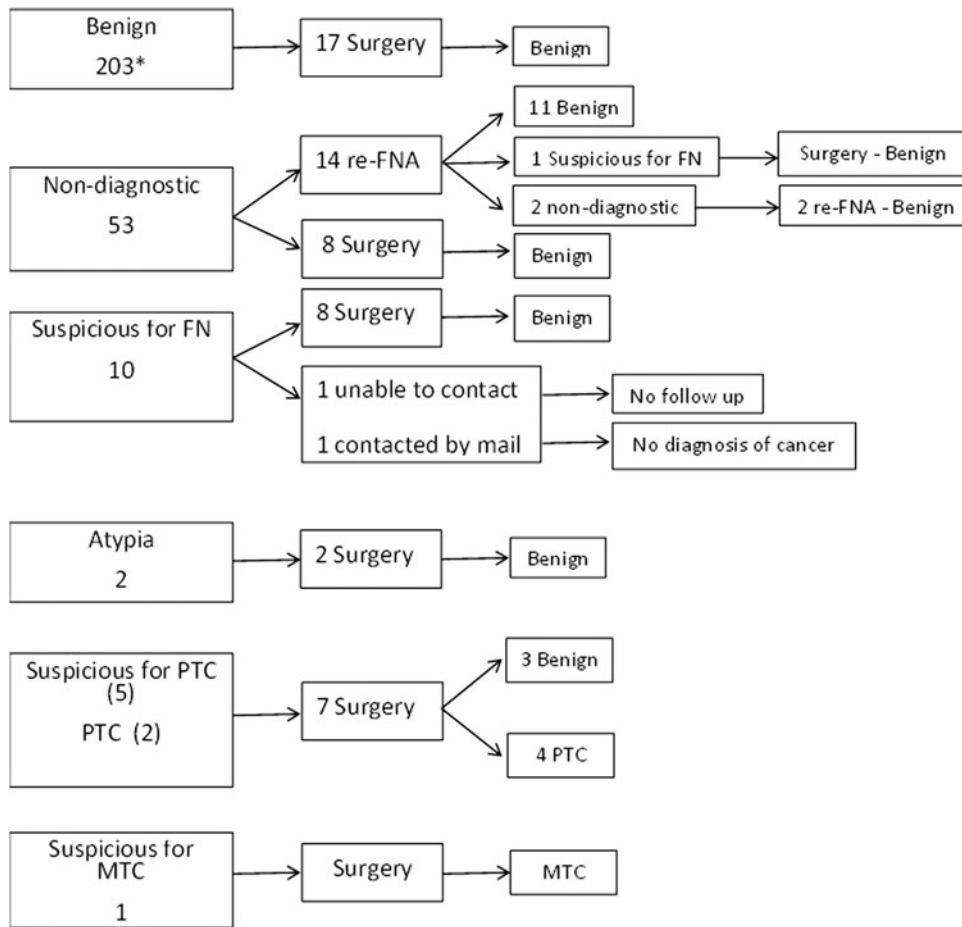 Benign
203*
17 Surgery
Benign
Non-diagnostic
53
14 re-FNA
11 Benign
1 Suspicious for FN
Surgery - Benign
2 non-diagnostic
2 re-FNA - Benign
8 Surgery
Benign
Suspicious for FN
10
8 Surgery
Benign
1 unable to contact
1 contacted by mail
No follow up
No diagnosis of cancer
Atypia
2
2 Surgery
Benign
Suspicious for PTC
(5)
PTC (2)
7 Surgery
3 Benign
4 PTC
Suspicious for
MTC
1
Surgery
MTC